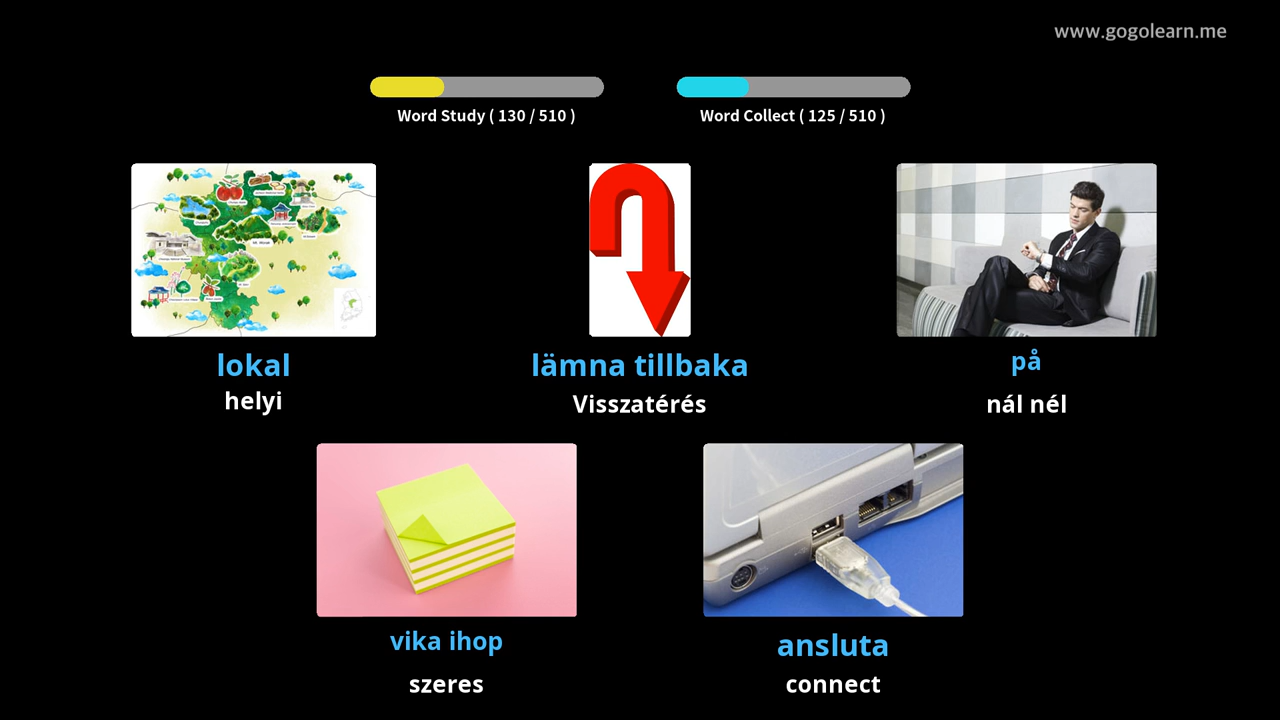 www.gogolearn.me
Word Study ( 130 / 510 )
Word Collect ( 125 / 510 )
lokal
helyi
lämna tillbaka
Visszatérés
på
nál nél
vika ihop
szeres
ansluta
connect